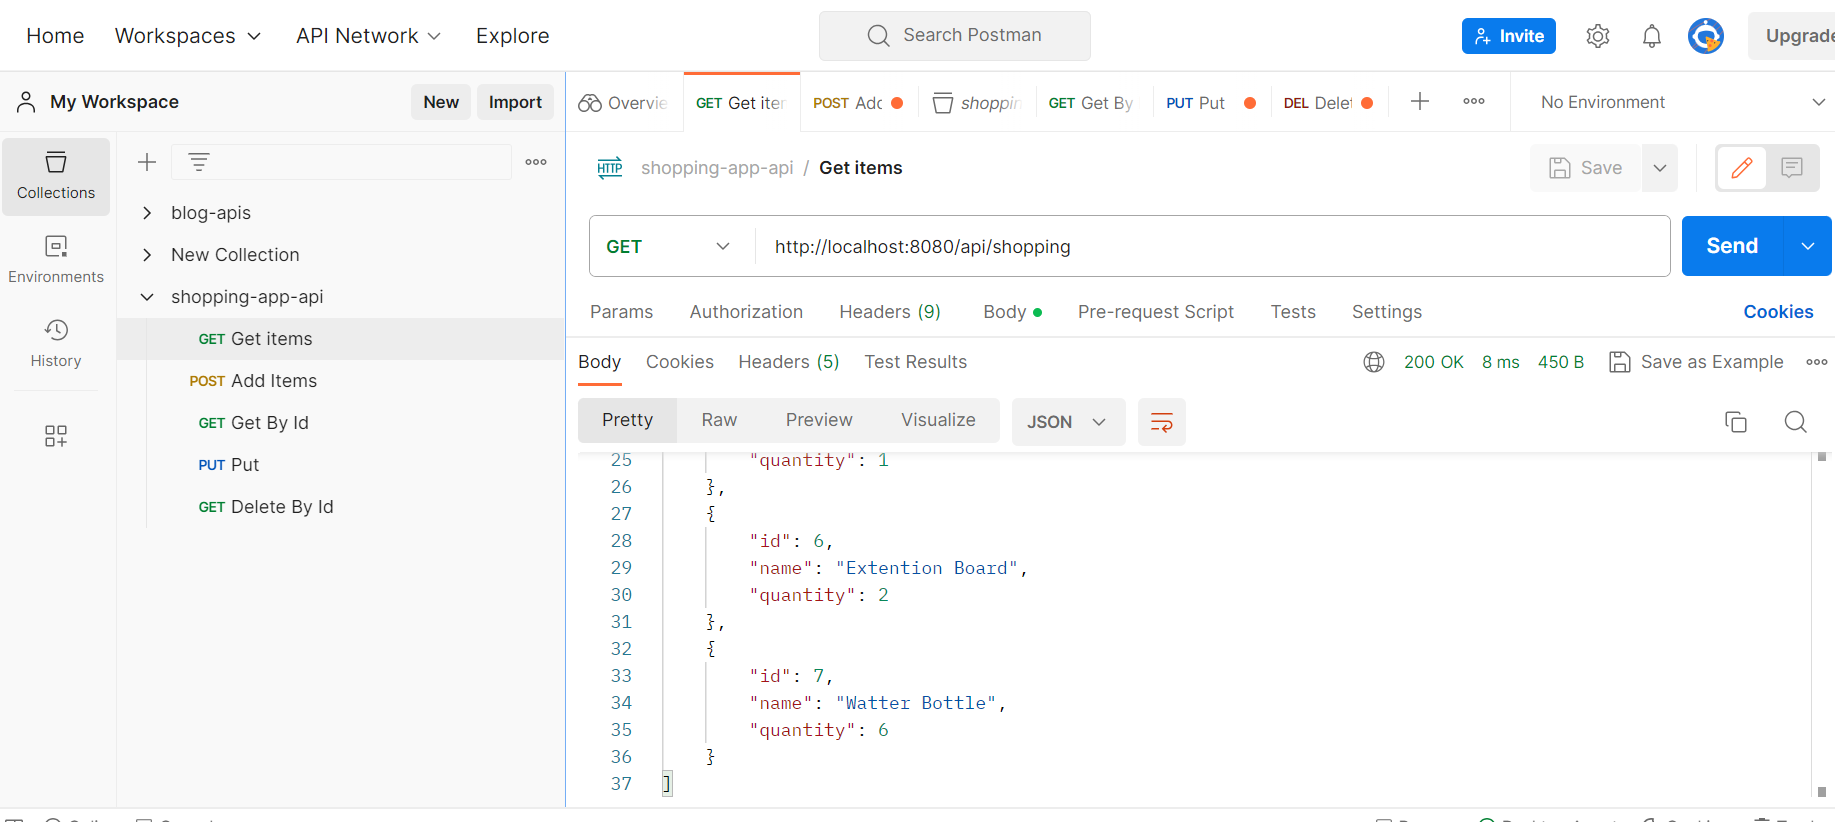 Home Workspaces API Network Explore Search Postman Invite Upgrade
My Workspace New Import
Overvie GET Get iter POST Adc shoppin GET Get By PUT Put DEL Delet No Environment
Collections
Environments
History
blog-apis
New Collection
shopping-app-api
GET Get items
POST Add Items
GET Get By Id
PUT Put
GET Delete By Id
HTTP shopping-app-api / Get items Save
GET http://localhost:8080/api/shopping Send
Params Authorization Headers (9) Body Pre-request Script Tests Settings Cookies
Body Cookies Headers (5) Test Results 200 OK 8 ms 450 B Save as Example
Pretty Raw Preview Visualize JSON
25 "quantity": 1
26 },
27 {
28 "id": 6,
29 "name": "Extention Board",
30 "quantity": 2
31 },
32 {
33 "id": 7,
34 "name": "Watter Bottle",
35 "quantity": 6
36 }
37 ]